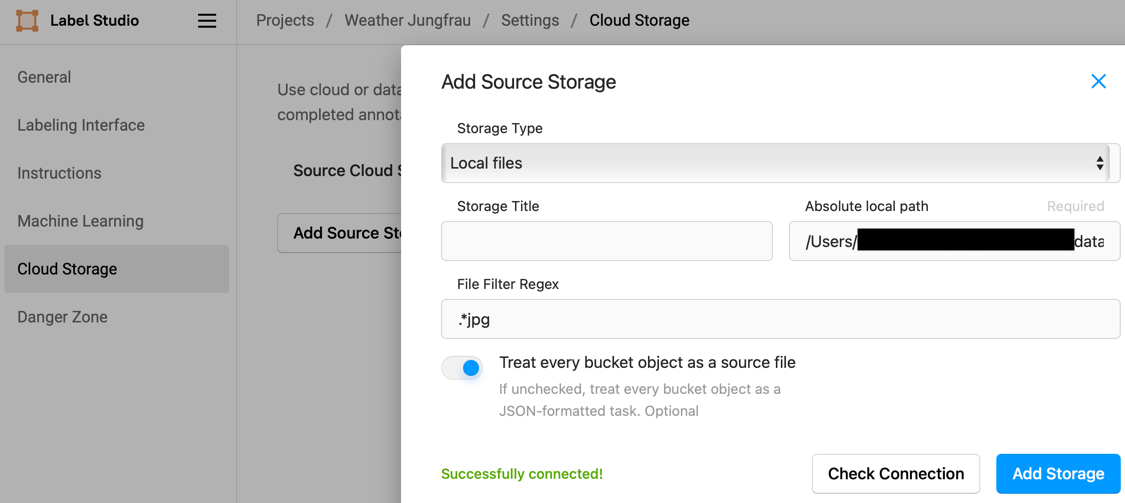 Label Studio
Projects / Weather Jungfrau / Settings / Cloud Storage
General
Labeling Interface
Instructions
Machine Learning
Cloud Storage
Danger Zone
Use cloud or data
completed annota
Source Cloud S
Add Source Sto
Add Source Storage
Storage Type
Local files
Storage Title
Absolute local path Required
/Users/ data
File Filter Regex
.*jpg
Treat every bucket object as a source file
If unchecked, treat every bucket object as a
JSON-formatted task. Optional
Successfully connected!
Check Connection
Add Storage